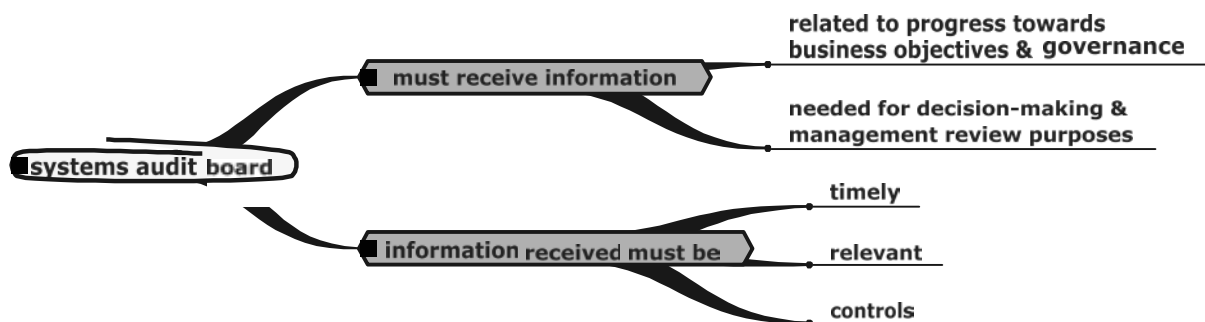 systems audit board
must receive information
related to progress towards
business objectives & governance
needed for decision-making &
management review purposes
information received must be
timely
relevant
controls